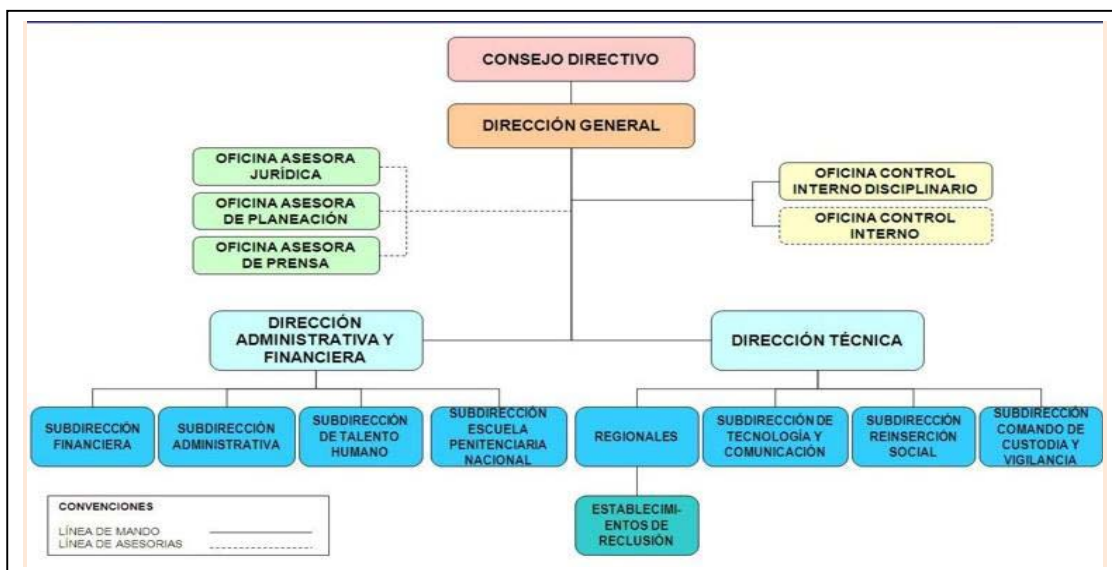 CONSEJO DIRECTIVO
DIRECCIÓN GENERAL
OFICINA ASESORA
JURÍDICA
OFICINA ASESORA
DE PLANEACIÓN
OFICINA ASESORA
DE PRENSA
OFICINA CONTROL
INTERNO DISCIPLINARIO
OFICINA CONTROL
INTERNO
DIRECCIÓN
ADMINISTRATIVA Y
FINANCIERA
DIRECCIÓN TÉCNICA
SUBDIRECCIÓN
FINANCIERA
SUBDIRECCIÓN
ADMINISTRATIVA
SUBDIRECCIÓN
DE TALENTO
HUMANO
SUBDIRECCIÓN
ESCUELA
PENITENCIARIA
NACIONAL
REGIONALES
SUBDIRECCIÓN DE
TECNOLOGÍA Y
COMUNICACIÓN
SUBDIRECCIÓN
REINSERCIÓN
SOCIAL
SUBDIRECCIÓN
COMANDO DE
CUSTODIA Y
VIGILANCIA
ESTABLECIMI-
ENTOS DE
RECLUSIÓN
CONVENCIONES
LÍNEA DE MANDO
LÍNEA DE ASESORIAS